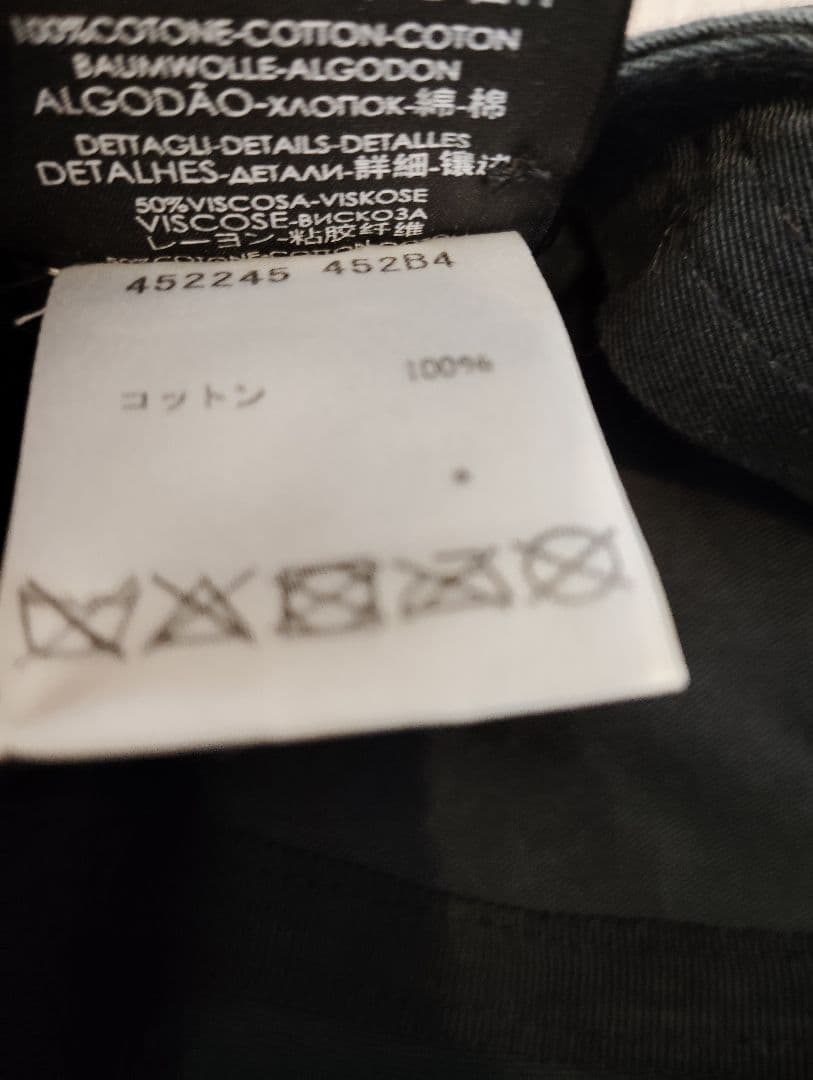 100%COTONE-COTTON-COTON
BAUMWOLLE-ALGODON
ALGODÃO-ХЛОПОК-綿-棉
DETTAGLI-DETAILS-DETALLES
DETALHES-ДЕТАЛИ-詳細-镶边
50%VISCOSA-VISKOSE
VISCOSE-ВИСКОЗА
レーヨン-粘胶纤维
452245 452B4
コットン 100%